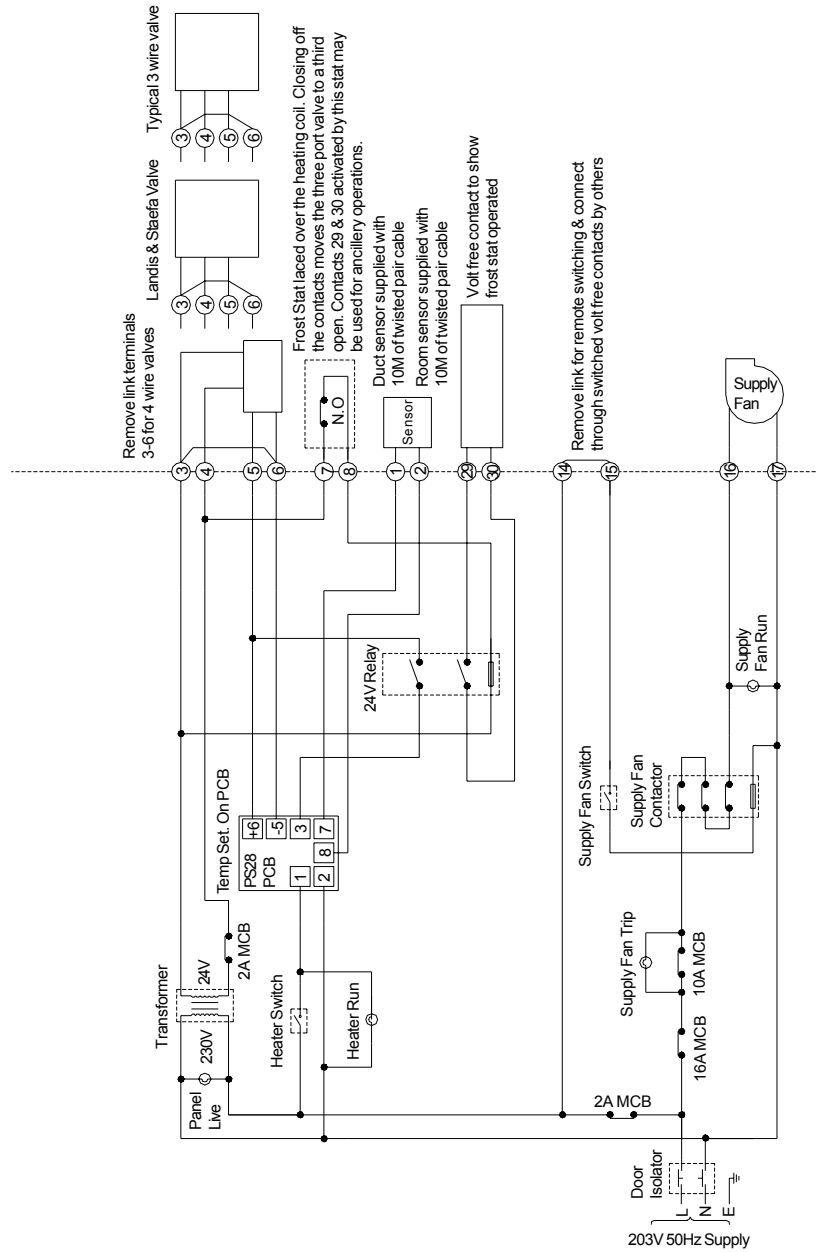 Typical 3 wire valve
3
4
5
6
Landis & Staefa Valve
3
4
5
6
Remove link terminals
3-6 for 4 wire valves
Frost Stat laced over the heating coil. Closing off
the contacts moves the three port valve to a third
open. Contacts 29 & 30 activated by this stat may
be used for ancillery operations.
N.O
Duct sensor supplied with
10M of twisted pair cable
Room sensor supplied with
10M of twisted pair cable
Sensor
Volt free contact to show
frost stat operated
Remove link for remote switching & connect
through switched volt free contacts by others
Supply
Fan
3
4
5
6
7
8
1
2
29
30
14
15
16
17
24V Relay
Supply
Fan Run
Supply Fan Switch
Supply Fan
Contactor
Temp Set. On PCB
PS28
PCB
+6
-5
3
7
8
1
2
Transformer
24V
230V
2A MCB
Heater Switch
Heater Run
Supply Fan Trip
10A MCB
16A MCB
Panel
Live
2A MCB
Door
Isolator
L
N
E
203V 50Hz Supply